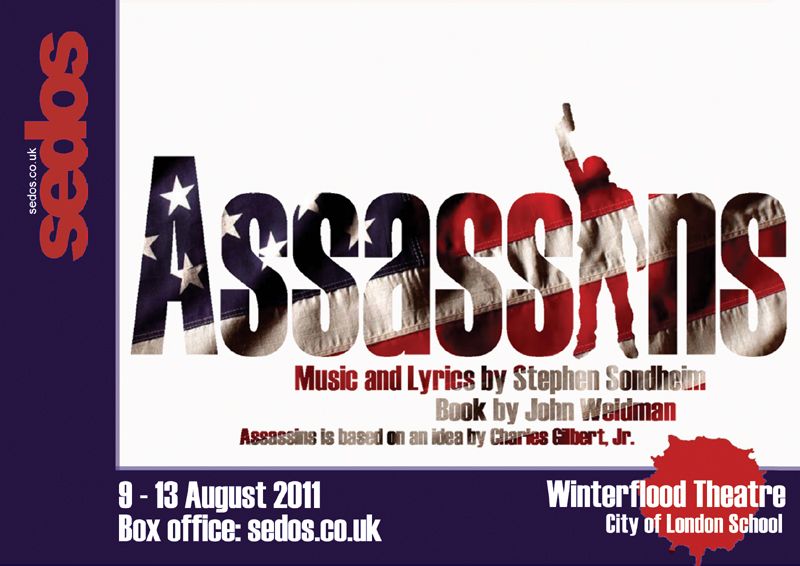 sedos
sedos.co.uk
Assassins
Music and Lyrics by Stephen Sondheim
Book by John Weidman
Assassins is based on an idea by Charles Gilbert, Jr.
9 - 13 August 2011
Box office: sedos.co.uk
Winterflood Theatre
City of London School